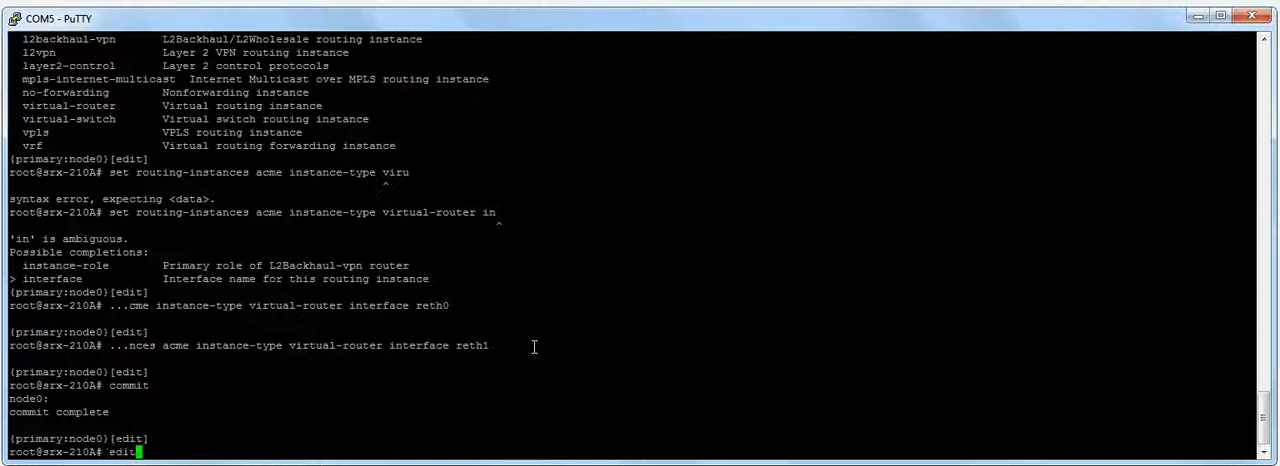 COM5 - PuTTY
l2backhaul-vpn L2Backhaul/L2Wholesale routing instance
l2vpn Layer 2 VPN routing instance
layer2-control Layer 2 control protocols
mpls-internet-multicast Internet Multicast over MPLS routing instance
no-forwarding Nonforwarding instance
virtual-router Virtual routing instance
virtual-switch Virtual switch routing instance
vpls VPLS routing instance
vrf Virtual routing forwarding instance
{primary:node0}[edit]
root@srx-210A# set routing-instances acme instance-type viru
^
syntax error, expecting <data>.
root@srx-210A# set routing-instances acme instance-type virtual-router in
^
'in' is ambiguous.
Possible completions:
instance-role Primary role of L2Backhaul-vpn router
> interface Interface name for this routing instance
{primary:node0}[edit]
root@srx-210A# ...cme instance-type virtual-router interface reth0
{primary:node0}[edit]
root@srx-210A# ...nces acme instance-type virtual-router interface reth1
{primary:node0}[edit]
root@srx-210A# commit
node0:
commit complete
{primary:node0}[edit]
root@srx-210A# edit